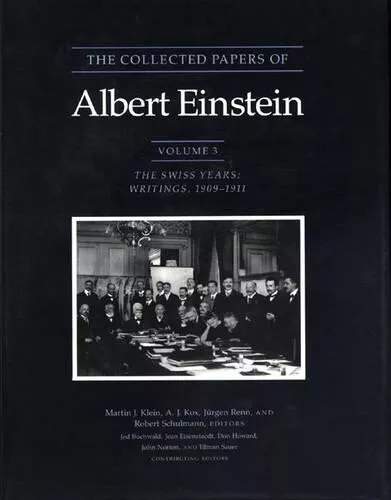 THE COLLECTED PAPERS OF
Albert Einstein
VOLUME 3
THE SWISS YEARS:
WRITINGS, 1909–1911
Martin J. Klein, A. J. Kox, Jürgen Renn, AND
Robert Schulmann, EDITORS
Jed Buchwald, Jean Eisenstaedt, Don Howard,
John Norton, AND Tilman Sauer
CONTRIBUTING EDITORS